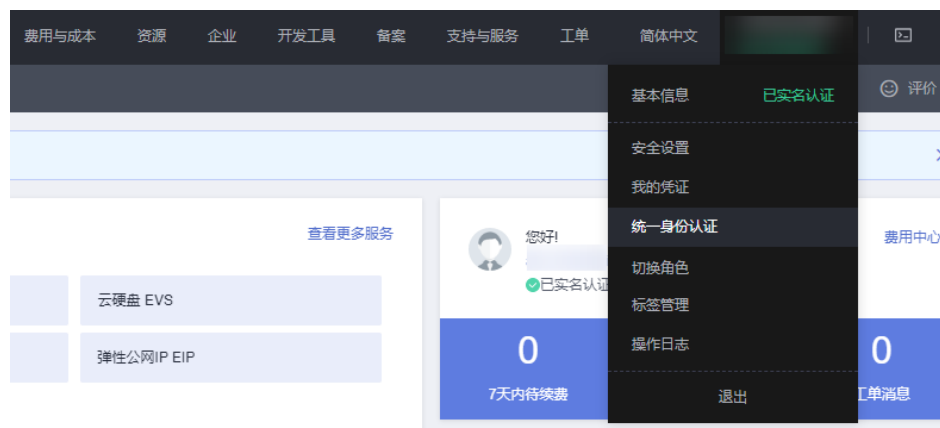 费用与成本 资源 企业 开发工具 备案 支持与服务 工单 简体中文
基本信息 已实名认证
评价
安全设置
我的凭证
统一身份认证
切换角色
标签管理
操作日志
退出
查看更多服务
云硬盘 EVS
弹性公网IP EIP
您好!
已实名认证
费用中心
0
7天内待续费
0
工单消息